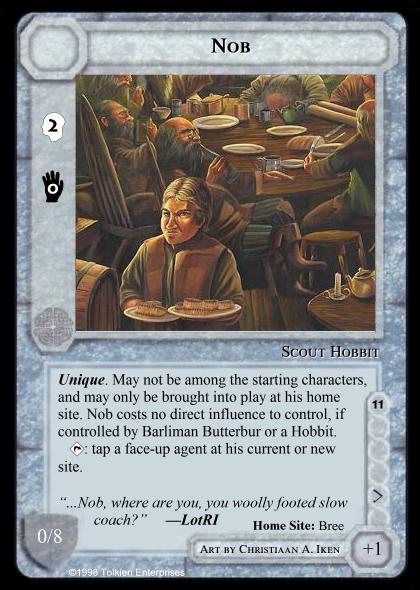 NOB
2
SCOUT HOBBIT
Unique. May not be among the starting characters,
and may only be brought into play at his home
site. Nob costs no direct influence to control, if
controlled by Barliman Butterbur or a Hobbit.
: tap a face-up agent at his current or new
site.
11
“...Nob, where are you, you woolly footed slow
coach?” —LotRI
Home Site: Bree
0/8
ART BY CHRISTIAAN A. IKEN
+1
©1998 Tolkien Enterprises